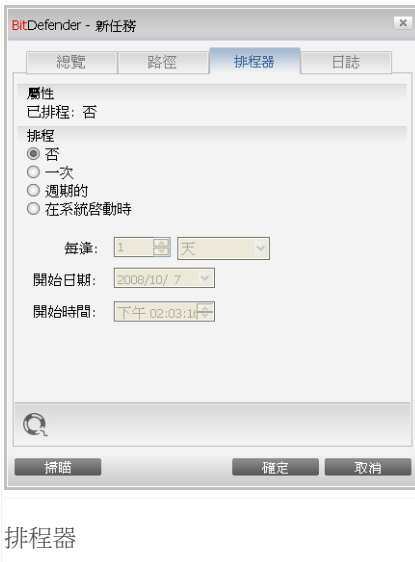 BitDefender - 新任務
總覽 路徑 排程器 日誌
屬性
已排程: 否
排程
否
一次
週期的
在系統啓動時
每逢: 1 天
開始日期: 2008/10/ 7
開始時間: 下午 02:03:16
掃瞄 確定 取消
排程器